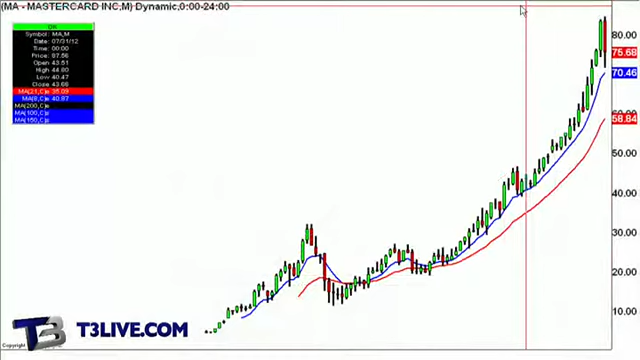 (MA - MASTERCARD INC,M) Dynamic,0:00-24:00
Symbol: MA,M
Date: 07/31/12
Time: 00:00
Price: 87.56
Open 43.51
High 44.80
Low 40.47
Close 43.66
MA(21,C)e 35.09
MA(8,C)e 40.87
MA(200,C)e
MA(100,C)e
MA(150,C)e
80.00
75.68
70.46
58.84
50.00
40.00
30.00
20.00
10.00
T3 T3LIVE.COM
Copyright